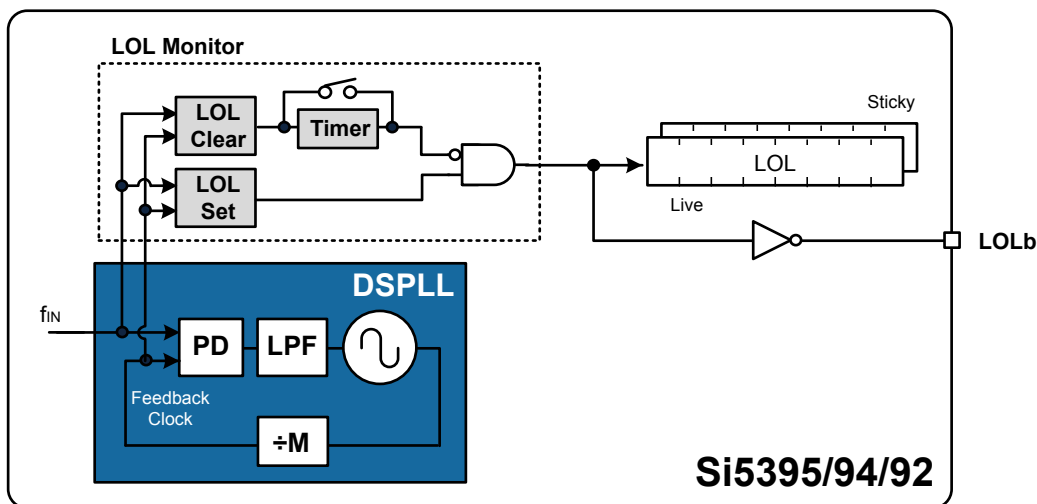 LOL Monitor
LOL
Clear
Timer
LOL
Set
Sticky
LOL
Live
LOLb
DSPLL
fIN
PD
LPF
Feedback
Clock
÷M
Si5395/94/92